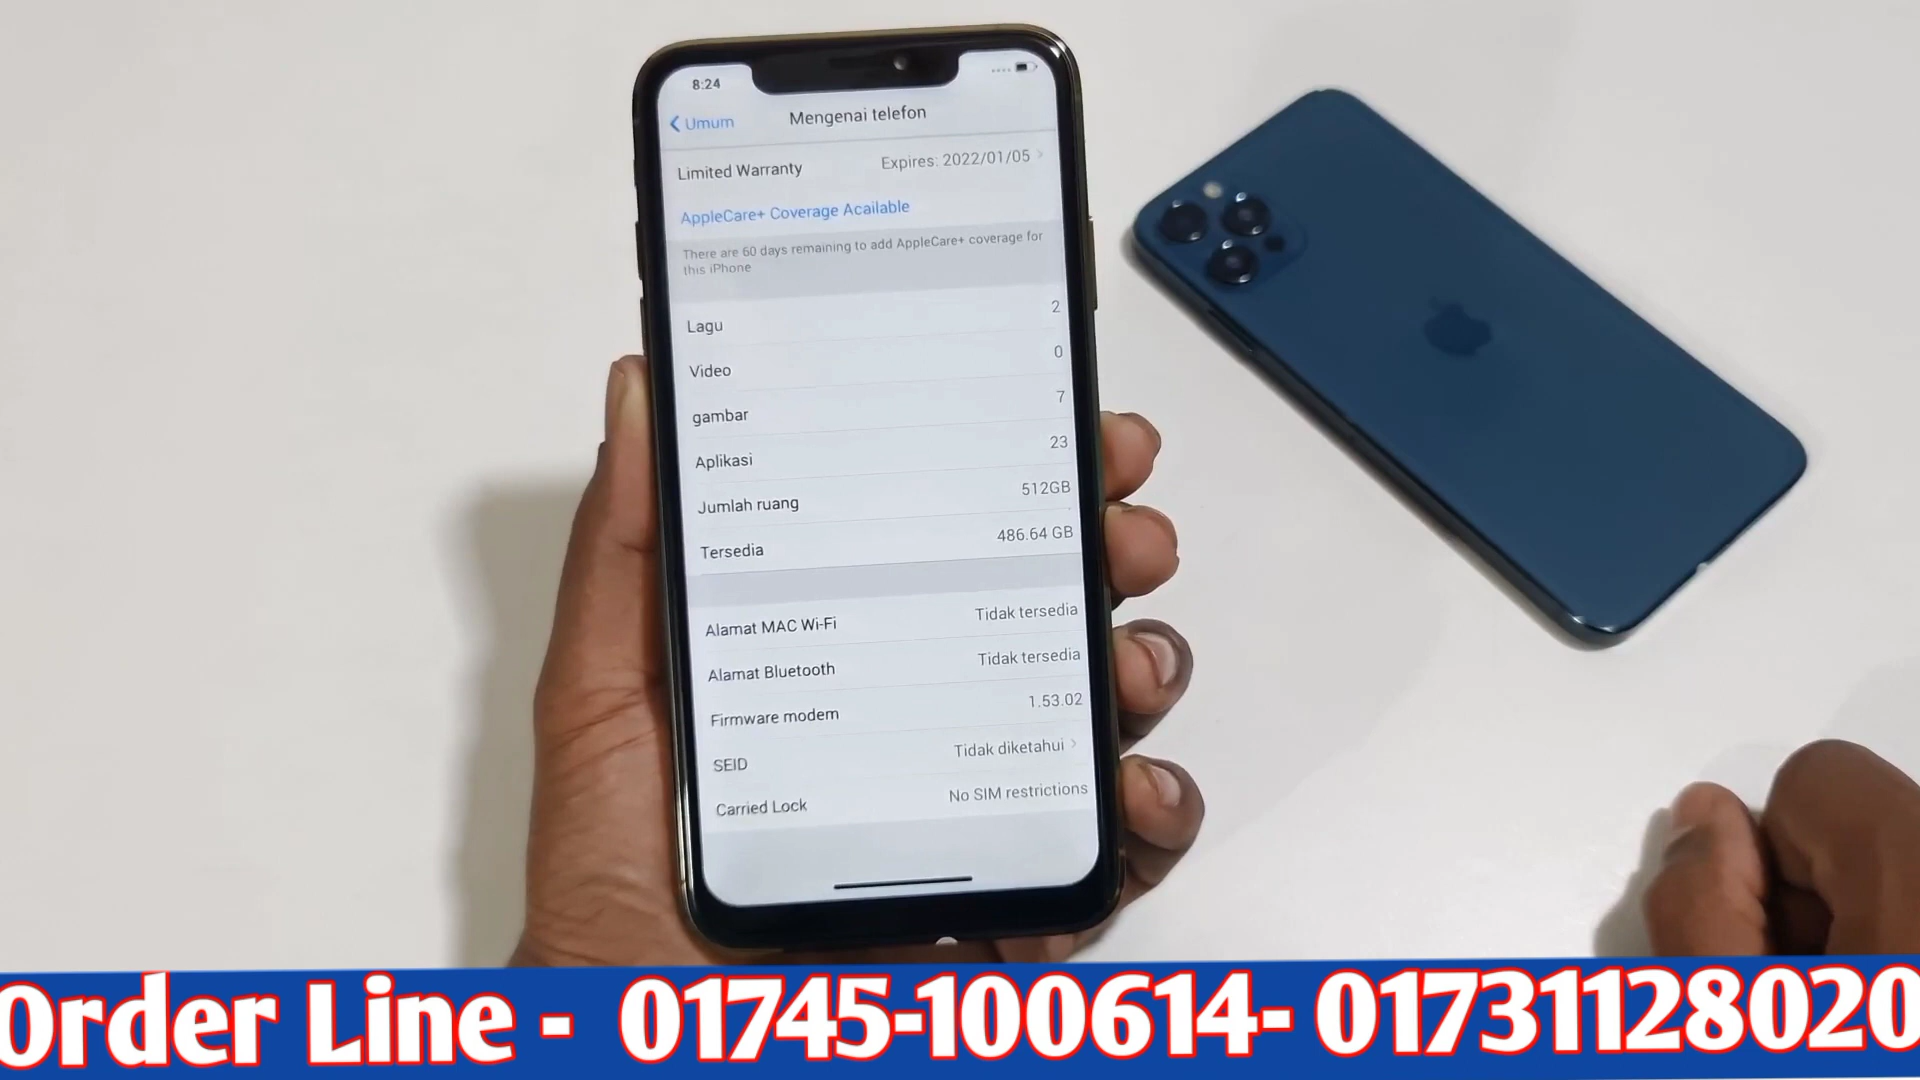 8:24
Umum
Mengenai telefon
Limited Warranty Expires: 2022/01/05
AppleCare+ Coverage Acailable
There are 60 days remaining to add AppleCare+ coverage for
this iPhone
Lagu 2
Video 0
gambar 7
Aplikasi 23
Jumlah ruang 512GB
Tersedia 486.64 GB
Alamat MAC Wi-Fi Tidak tersedia
Alamat Bluetooth Tidak tersedia
Firmware modem 1.53.02
SEID Tidak diketahui
Carried Lock No SIM restrictions
Order Line - 01745-100614- 01731128020